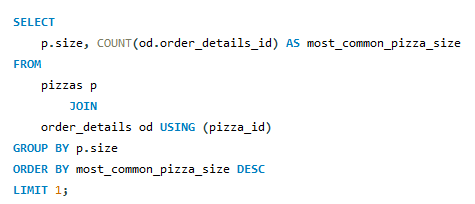 SELECT
p.size, COUNT(od.order_details_id) AS most_common_pizza_size
FROM
pizzas p
JOIN
order_details od USING (pizza_id)
GROUP BY p.size
ORDER BY most_common_pizza_size DESC
LIMIT 1;